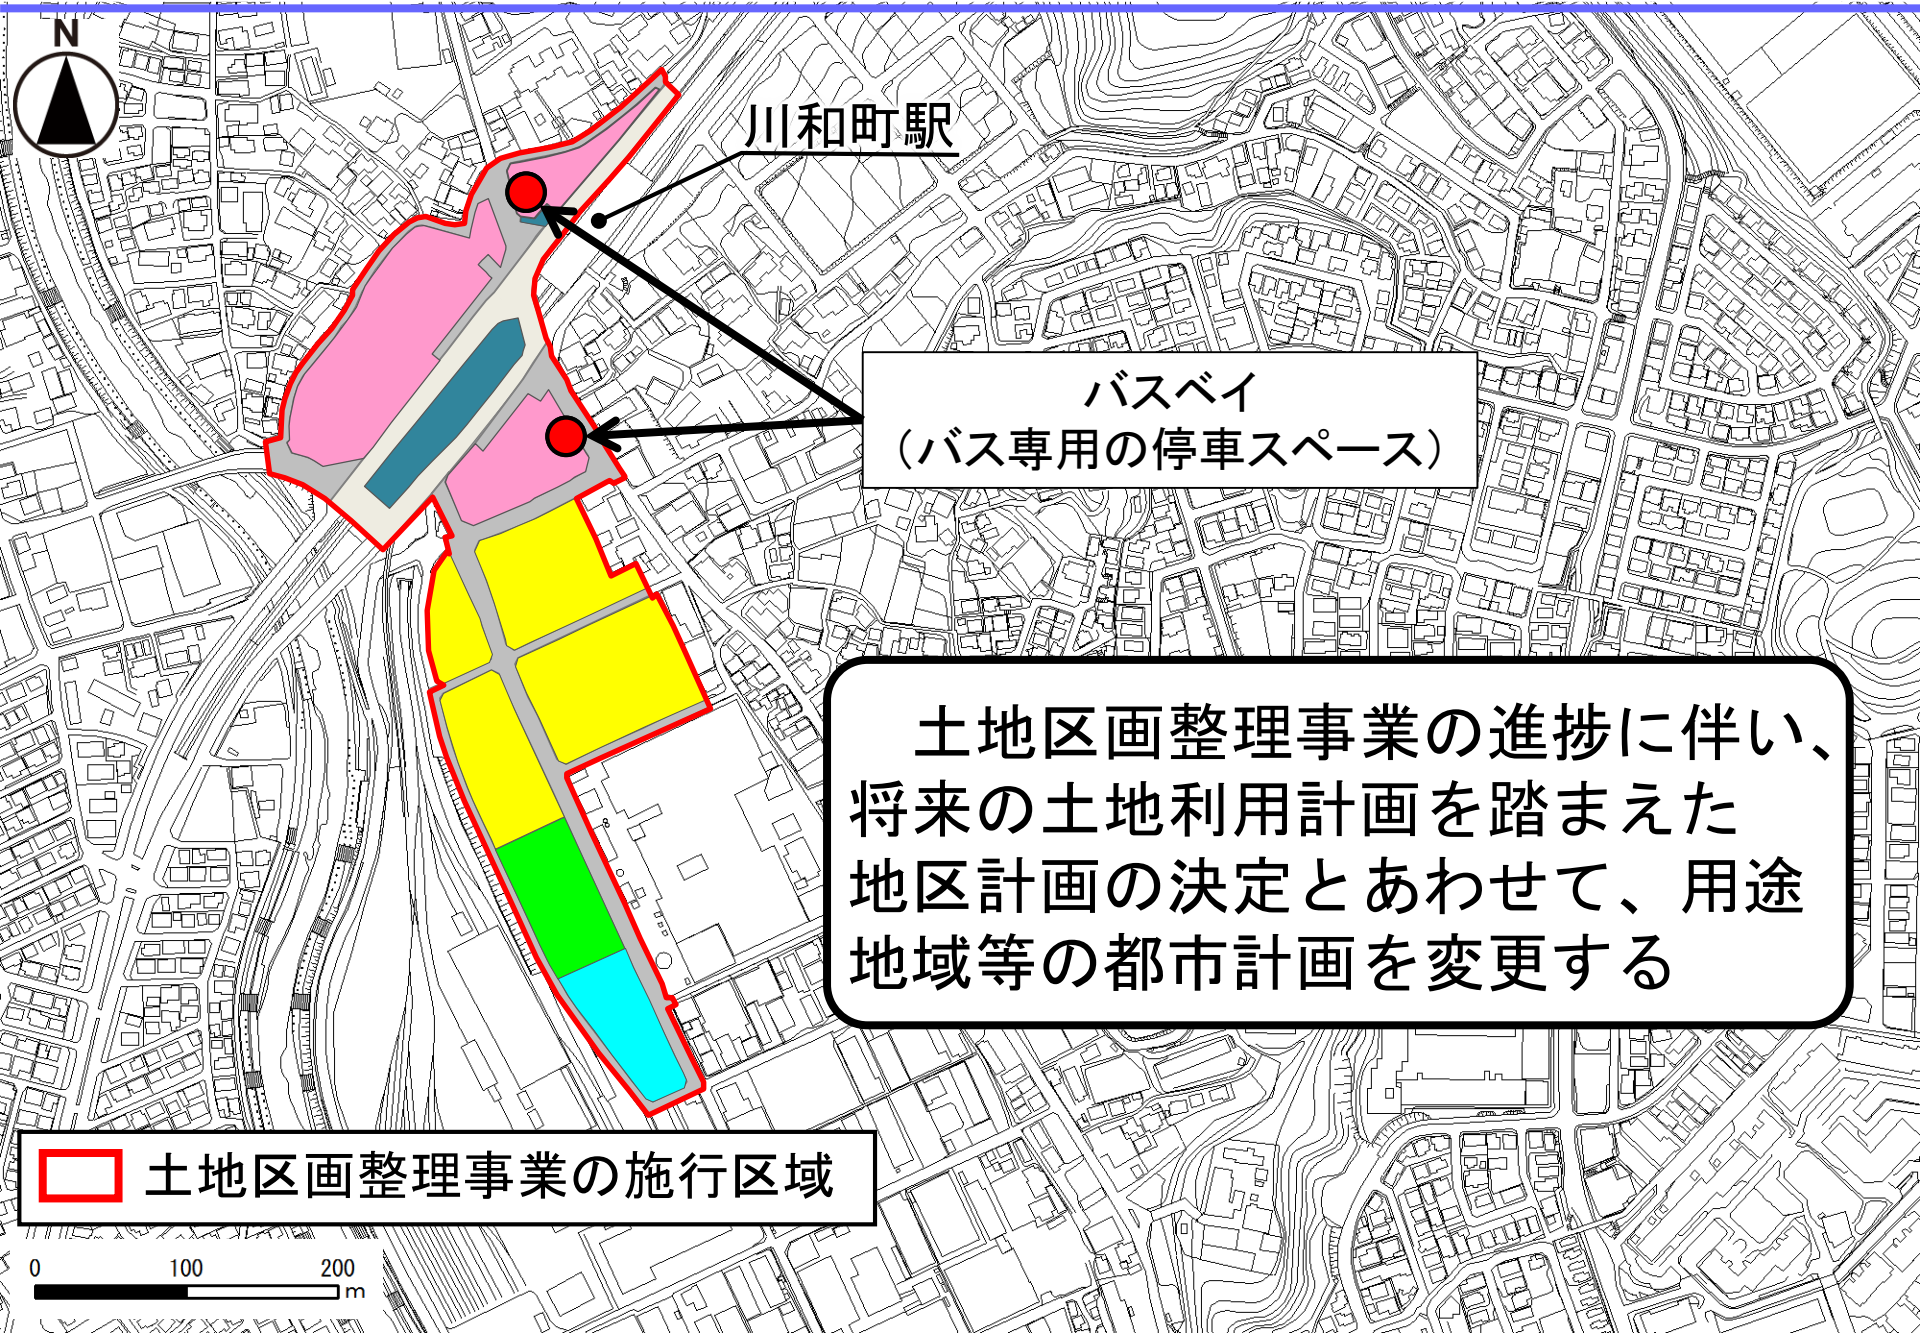 N
川和町駅
バスベイ
（バス専用の停車スペース）
土地区画整理事業の進捗に伴い、
将来の土地利用計画を踏まえた
地区計画の決定とあわせて、用途
地域等の都市計画を変更する
土地区画整理事業の施行区域
0 100 200
m